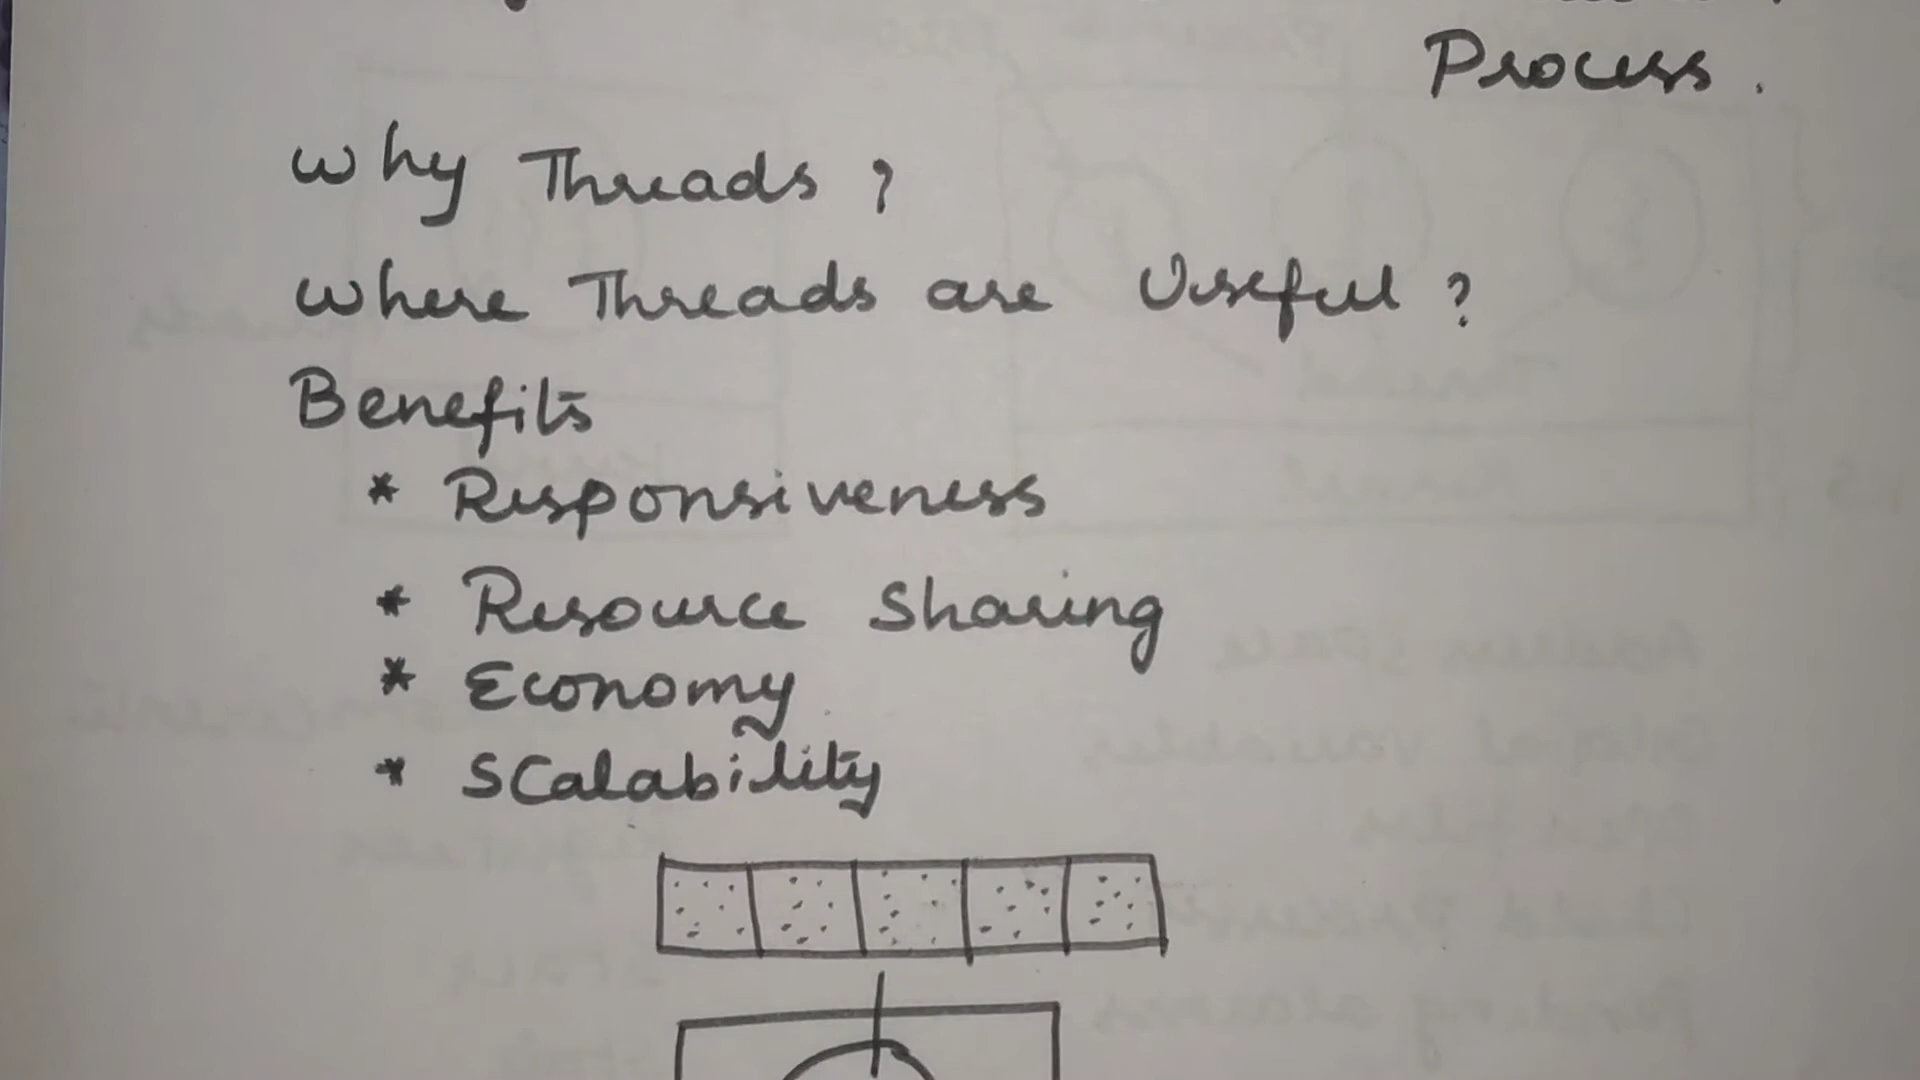 Process.
Why Threads ?
Where Threads are Useful ?
Benefits
* Responsiveness
* Resource Sharing
* Economy
* SCalability